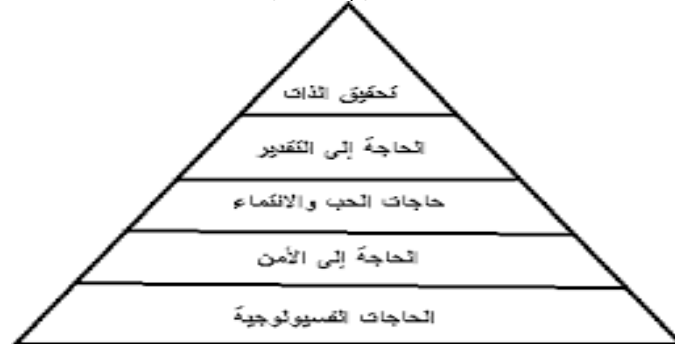 تحقيق الذات
الحاجة إلى التقدير
حاجات الحب والانتماء
الحاجة إلى الأمن
الحاجات الفسيولوجية